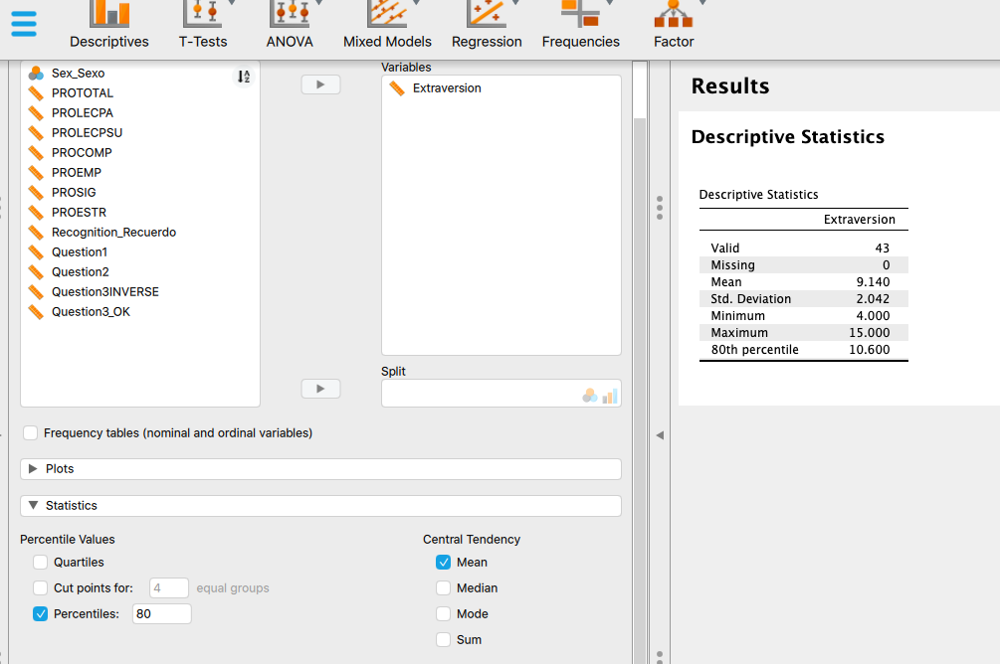 Descriptives T-Tests ANOVA Mixed Models Regression Frequencies Factor
Sex_Sexo
PROTOTAL
PROLECPA
PROLECPSU
PROCOMP
PROEMP
PROSIG
PROESTR
Recognition_Recuerdo
Question1
Question2
Question3INVERSE
Question3_OK
Variables
Extraversion
Split
Frequency tables (nominal and ordinal variables)
Plots
Statistics
Percentile Values
Quartiles
Cut points for: 4 equal groups
Percentiles: 80
Central Tendency
Mean
Median
Mode
Sum
Results
Descriptive Statistics
Descriptive Statistics
Extraversion
Valid 43
Missing 0
Mean 9.140
Std. Deviation 2.042
Minimum 4.000
Maximum 15.000
80th percentile 10.600